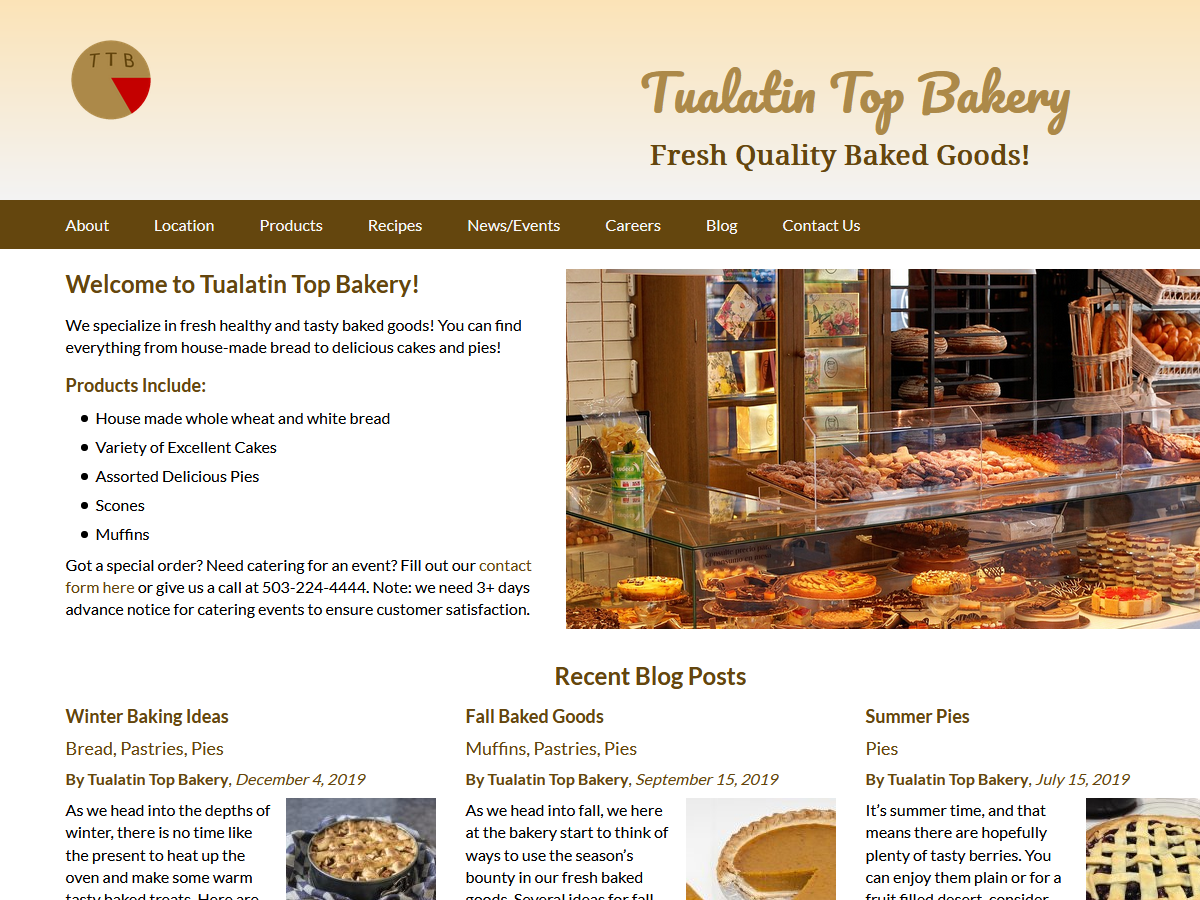 TTB
Tualatin Top Bakery
Fresh Quality Baked Goods!
About Location Products Recipes News/Events Careers Blog Contact Us
Welcome to Tualatin Top Bakery!
We specialize in fresh healthy and tasty baked goods! You can find
everything from house-made bread to delicious cakes and pies!
Products Include:
House made whole wheat and white bread
Variety of Excellent Cakes
Assorted Delicious Pies
Scones
Muffins
Got a special order? Need catering for an event? Fill out our contact
form here or give us a call at 503-224-4444. Note: we need 3+ days
advance notice for catering events to ensure customer satisfaction.
Recent Blog Posts
Winter Baking Ideas
Bread, Pastries, Pies
By Tualatin Top Bakery, December 4, 2019
As we head into the depths of
winter, there is no time like
the present to heat up the
oven and make some warm
tasty baked treats. Here are
Fall Baked Goods
Muffins, Pastries, Pies
By Tualatin Top Bakery, September 15, 2019
As we head into fall, we here
at the bakery start to think of
ways to use the season’s
bounty in our fresh baked
goods. Several ideas for fall
Summer Pies
Pies
By Tualatin Top Bakery, July 15, 2019
It’s summer time, and that
means there are hopefully
plenty of tasty berries. You
can enjoy them plain or for a
fruit filled desert, consider